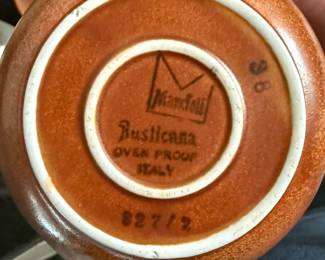 36
Mancioli
Rusticana
OVEN PROOF
ITALY
827/2